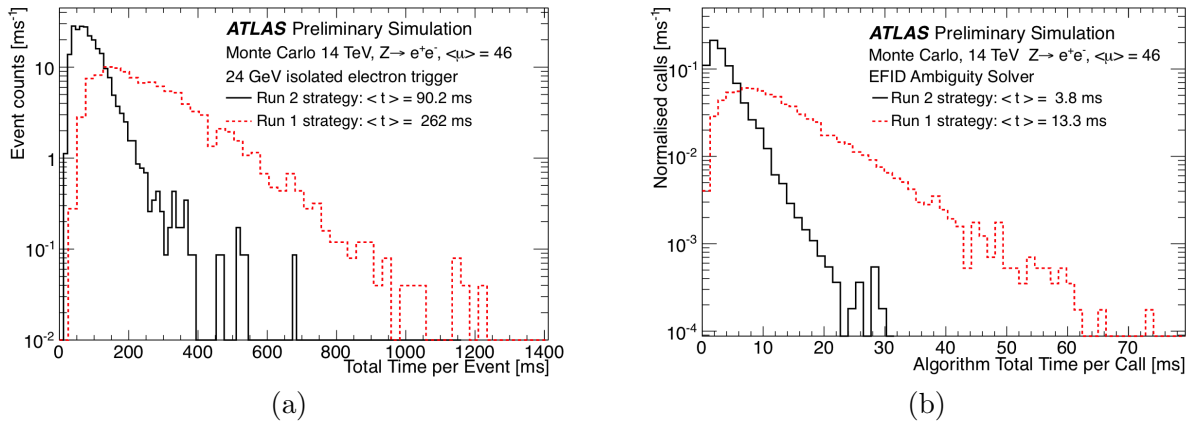 Event counts [ms⁻¹]
ATLAS Preliminary Simulation
Monte Carlo 14 TeV, Z→ e⁺e⁻, <μ> = 46
24 GeV isolated electron trigger
Run 2 strategy: < t > = 90.2 ms
Run 1 strategy: < t > = 262 ms
10
1
10⁻¹
10⁻²
0 200 400 600 800 1000 1200 1400
Total Time per Event [ms]
(a)
Normalised calls [ms⁻¹]
ATLAS Preliminary Simulation
Monte Carlo, 14 TeV Z→ e⁺e⁻, <μ> = 46
EFID Ambiguity Solver
Run 2 strategy: < t > = 3.8 ms
Run 1 strategy: < t > = 13.3 ms
10⁻¹
10⁻²
10⁻³
10⁻⁴
0 10 20 30 40 50 60 70
Algorithm Total Time per Call [ms]
(b)